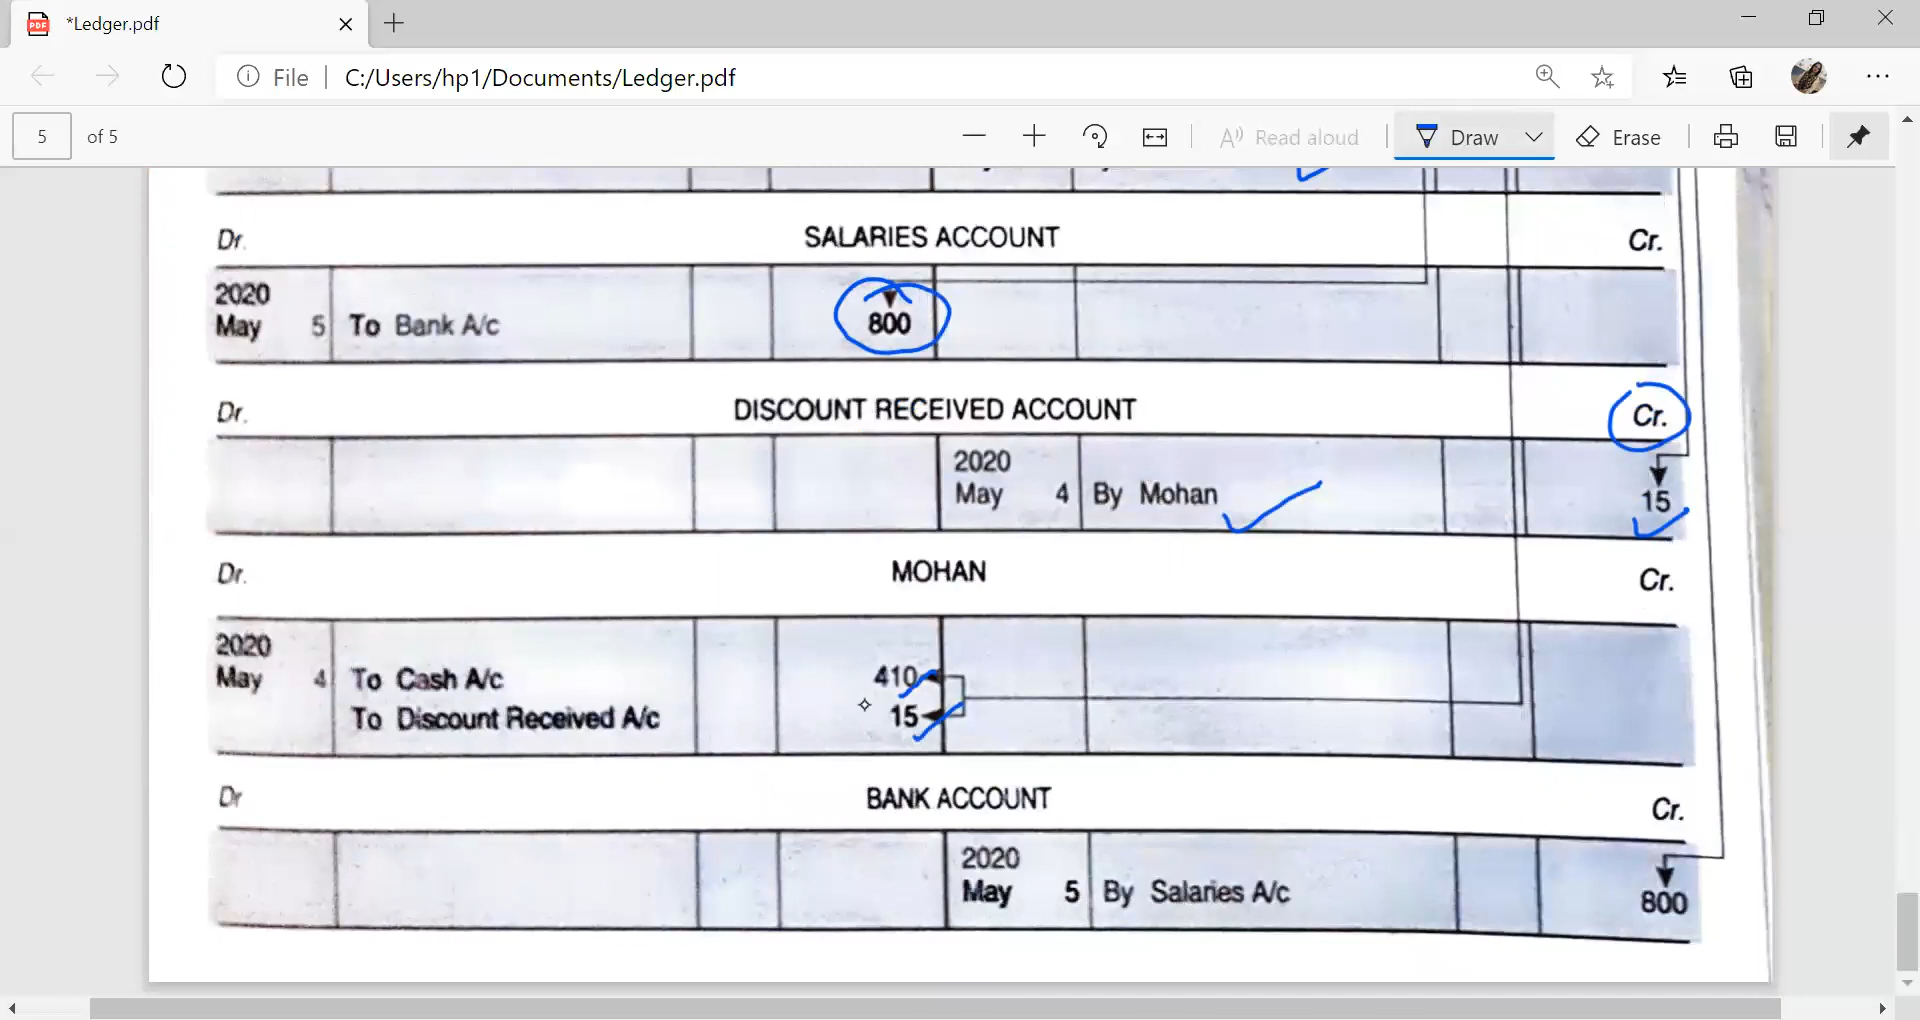 *Ledger.pdf
File
C:/Users/hp1/Documents/Ledger.pdf
5 of 5
Read aloud
Draw
Erase
Dr. SALARIES ACCOUNT Cr.
2020
May 5 To Bank A/c 800
Dr. DISCOUNT RECEIVED ACCOUNT Cr.
2020
May 4 By Mohan 15
Dr. MOHAN Cr.
2020
May 4 To Cash A/c 410
To Discount Received A/c 15
Dr BANK ACCOUNT Cr.
2020
May 5 By Salaries A/c 800